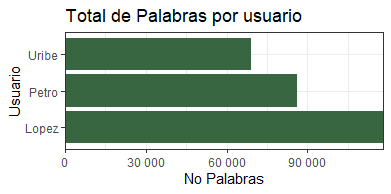 Total de Palabras por usuario
Usuario
Uribe
Petro
Lopez
0 30 000 60 000 90 000
No Palabras